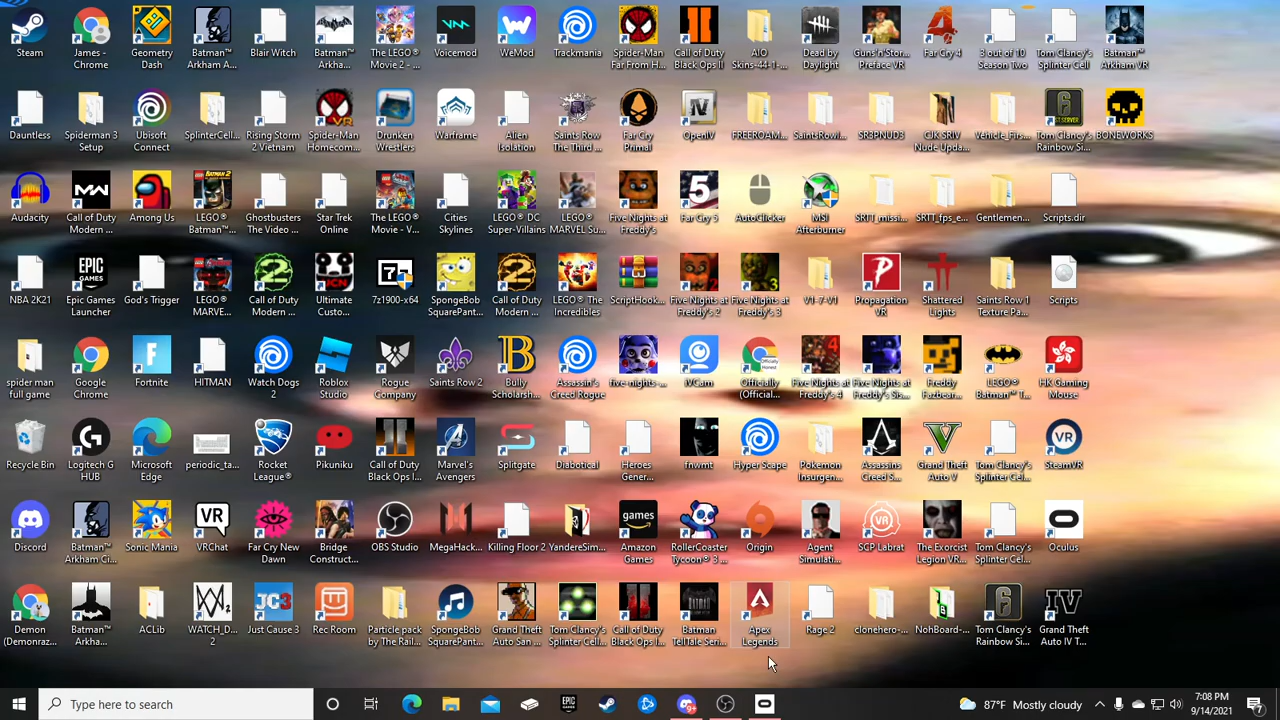 Steam
James - Chrome
Geometry Dash
Batman™ Arkham A...
Blair Witch
Batman™ Arkha...
The LEGO® Movie 2 - ...
Voicemod
WeMod
Trackmania
Spider-Man Far From H...
Call of Duty Black Ops III
AIO Skins-44-1-...
Dead by Daylight
Guns'n'Stor... Preface VR
Far Cry 4
3 out of 10 Season Two
Tom Clancy's Splinter Cell
Batman™ Arkham VR
Dauntless
Spiderman 3 Setup
Ubisoft Connect
SplinterCell...
Rising Storm 2 Vietnam
Spider-Man Homecom...
Drunken Wrestlers
Warframe
Alien Isolation
Saints Row The Third ...
Far Cry Primal
OpenIV
FREEROAM...
SaintsRowI...
SR3PNUD3
CJK-SRIV Nude Upda...
Vehicle_Firs...
Tom Clancy's Rainbow Si...
BONEWORKS
Audacity
Call of Duty Modern ...
Among Us
LEGO® Batman™...
Ghostbusters The Video ...
Star Trek Online
The LEGO® Movie - V...
Cities Skylines
LEGO® DC Super-Villains
LEGO® MARVEL Su...
Five Nights at Freddy's
Far Cry 5
AutoClicker
MSI Afterburner
SRTT_missi...
SRTT_fps_e...
Gentlemen...
Scripts.dir
NBA 2K21
Epic Games Launcher
God's Trigger
LEGO® MARVE...
Call of Duty Modern ...
Ultimate Custo...
7z1900-x64
SpongeBob SquarePant...
Call of Duty Modern ...
LEGO® The Incredibles
ScriptHook...
Five Nights at Freddy's 2
Five Nights at Freddy's 3
V1-7-V1
Propagation VR
Shattered Lights
Saints Row 1 Texture Pa...
Scripts
spider man full game
Google Chrome
Fortnite
HITMAN
Watch Dogs 2
Roblox Studio
Rogue Company
Saints Row 2
Bully Scholarsh...
Assassin's Creed Rogue
five-nights-...
iVCam
Officially (Official...
Five Nights at Freddy's 4
Five Nights at Freddy's Sis...
Freddy Fazbear...
LEGO® Batman™ T...
HK Gaming Mouse
Recycle Bin
Logitech G HUB
Microsoft Edge
periodic_ta...
Rocket League®
Pikuniku
Call of Duty Black Ops I...
Marvel's Avengers
Splitgate
Diabotical
Heroes Gener...
fnwmt
Hyper Scape
Pokemon Insurgen...
Assassins Creed S...
Grand Theft Auto V
Tom Clancy's Splinter Cel...
SteamVR
Discord
Batman™ Arkham Ci...
Sonic Mania
VRChat
Far Cry New Dawn
Bridge Construct...
OBS Studio
MegaHack...
Killing Floor 2
YandereSim...
Amazon Games
RollerCoaster Tycoon® 3 ...
Origin
Agent Simulati...
SCP Labrat
The Exorcist Legion VR...
Tom Clancy's Splinter Cel...
Oculus
Demon (Demonraz...
Batman™ Arkha...
ACLib
WATCH_D... 2
Just Cause 3
Rec Room
Particle pack by The Rail...
SpongeBob SquarePant...
Grand Theft Auto San ...
Tom Clancy's Splinter Cell...
Call of Duty Black Ops I...
Batman TellTale Seri...
Apex Legends
Rage 2
clonehero-...
NohBoard-...
Tom Clancy's Rainbow Si...
Grand Theft Auto IV T...
Type here to search
87°F Mostly cloudy
7:08 PM
9/14/2021